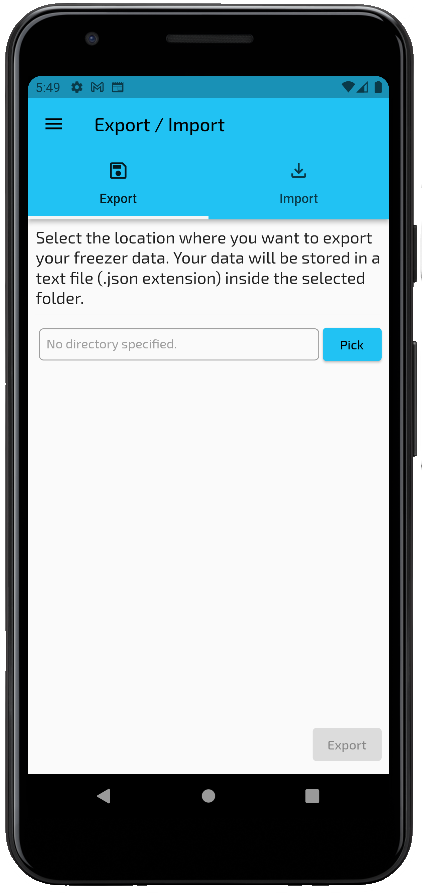 5:49
Export / Import
Export
Import
Select the location where you want to export
your freezer data. Your data will be stored in a
text file (.json extension) inside the selected
folder.
No directory specified.
Pick
Export